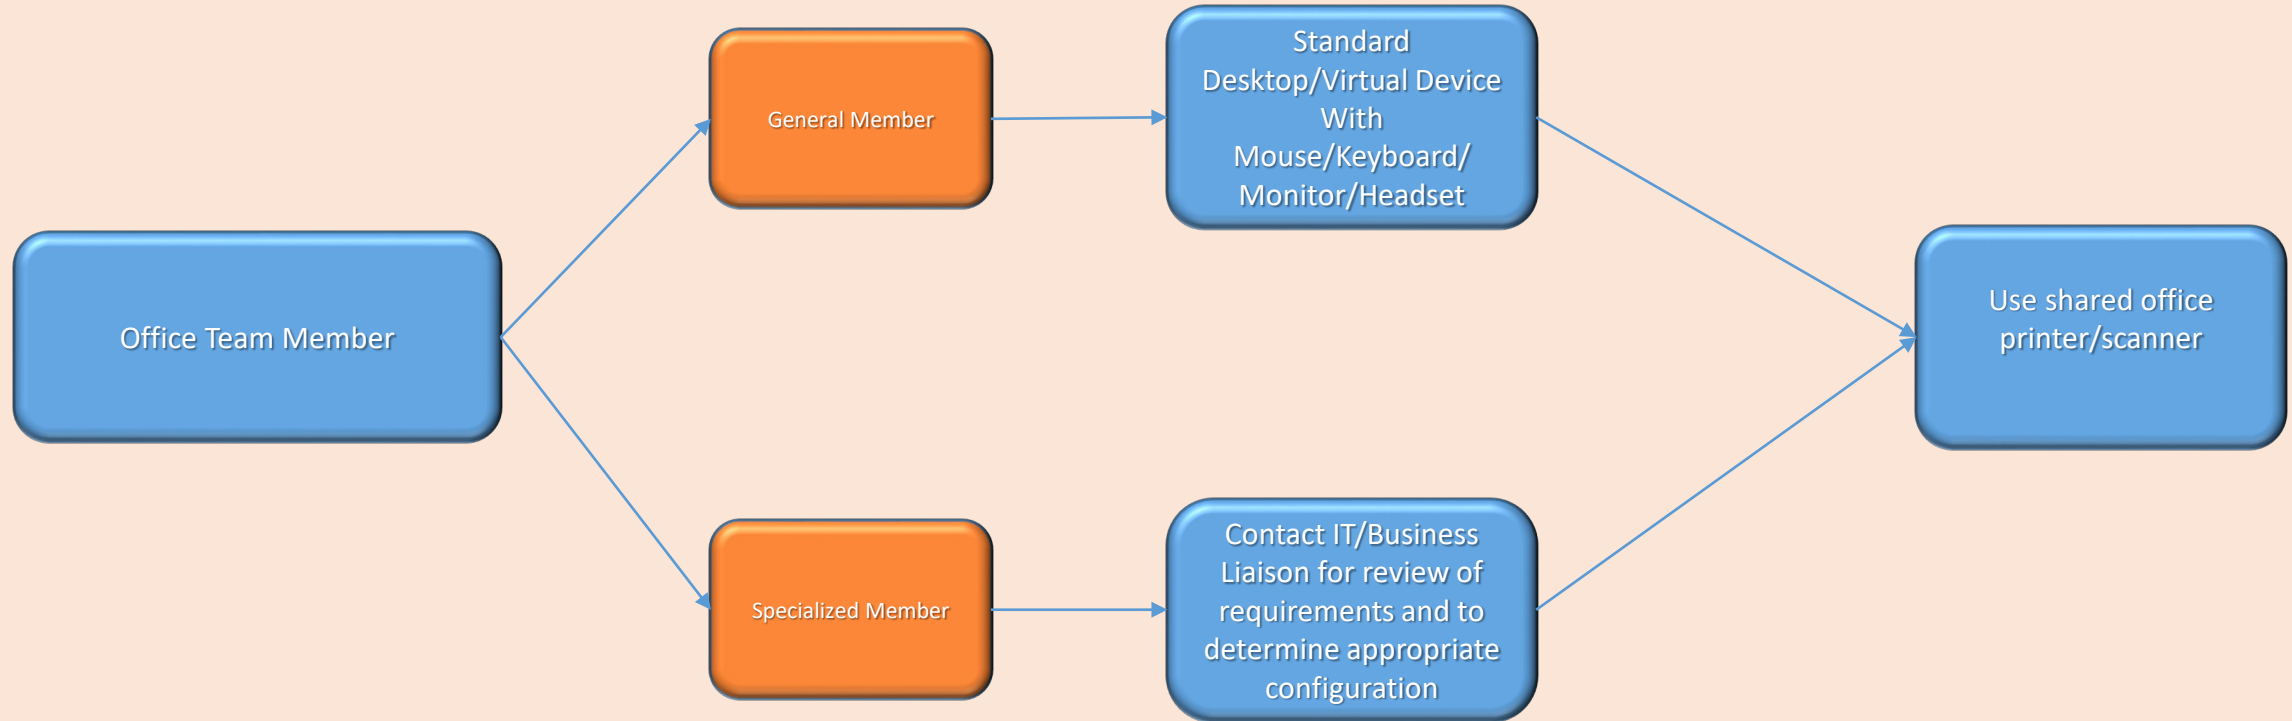 Office Team Member
General Member
Specialized Member
Standard
Desktop/Virtual Device
With
Mouse/Keyboard/
Monitor/Headset
Contact IT/Business
Liaison for review of
requirements and to
determine appropriate
configuration
Use shared office
printer/scanner